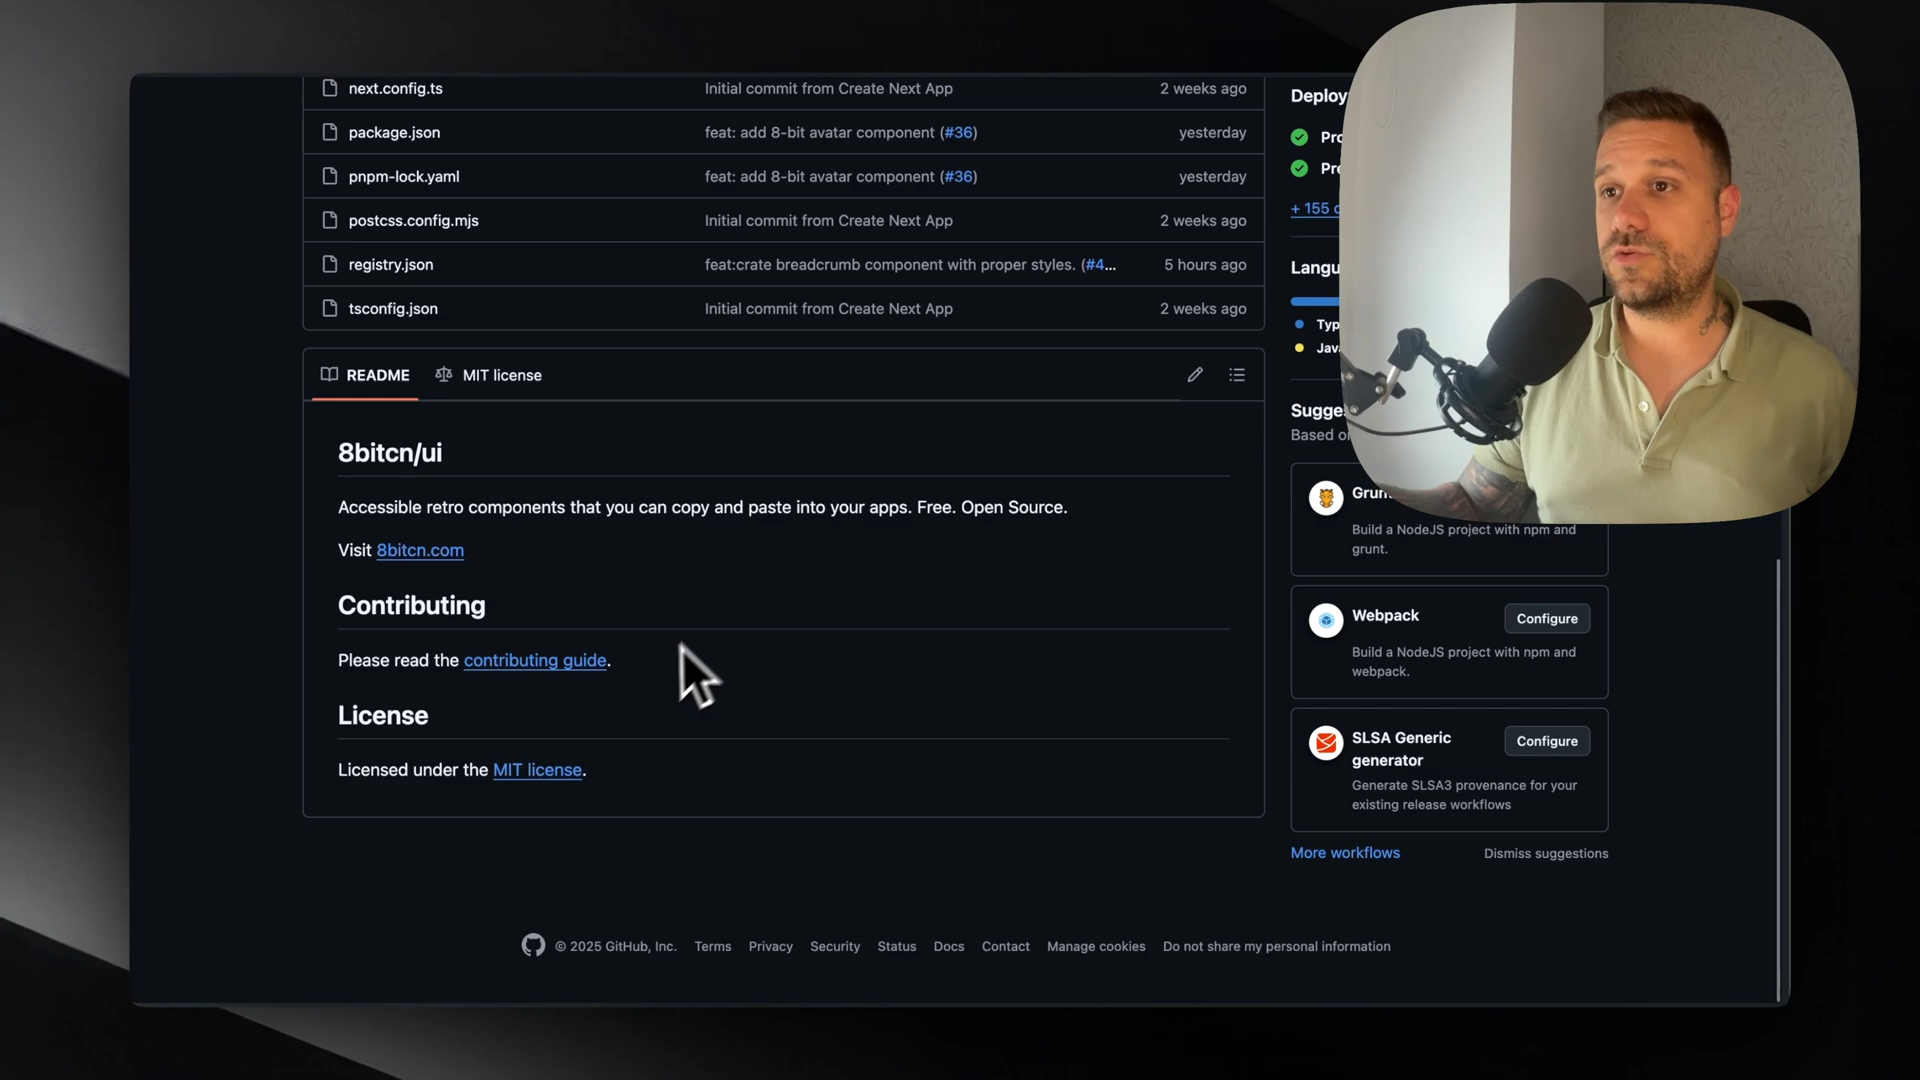 next.config.ts Initial commit from Create Next App 2 weeks ago
package.json feat: add 8-bit avatar component (#36) yesterday
pnpm-lock.yaml feat: add 8-bit avatar component (#36) yesterday
postcss.config.mjs Initial commit from Create Next App 2 weeks ago
registry.json feat:crate breadcrumb component with proper styles. (#4... 5 hours ago
tsconfig.json Initial commit from Create Next App 2 weeks ago
README MIT license
8bitcn/ui
Accessible retro components that you can copy and paste into your apps. Free. Open Source.
Visit 8bitcn.com
Contributing
Please read the contributing guide.
License
Licensed under the MIT license.
+ 155
Build a NodeJS project with npm and
grunt.
Webpack
Configure
Build a NodeJS project with npm and
webpack.
SLSA Generic
generator
Configure
Generate SLSA3 provenance for your
existing release workflows
More workflows
Dismiss suggestions
© 2025 GitHub, Inc. Terms Privacy Security Status Docs Contact Manage cookies Do not share my personal information